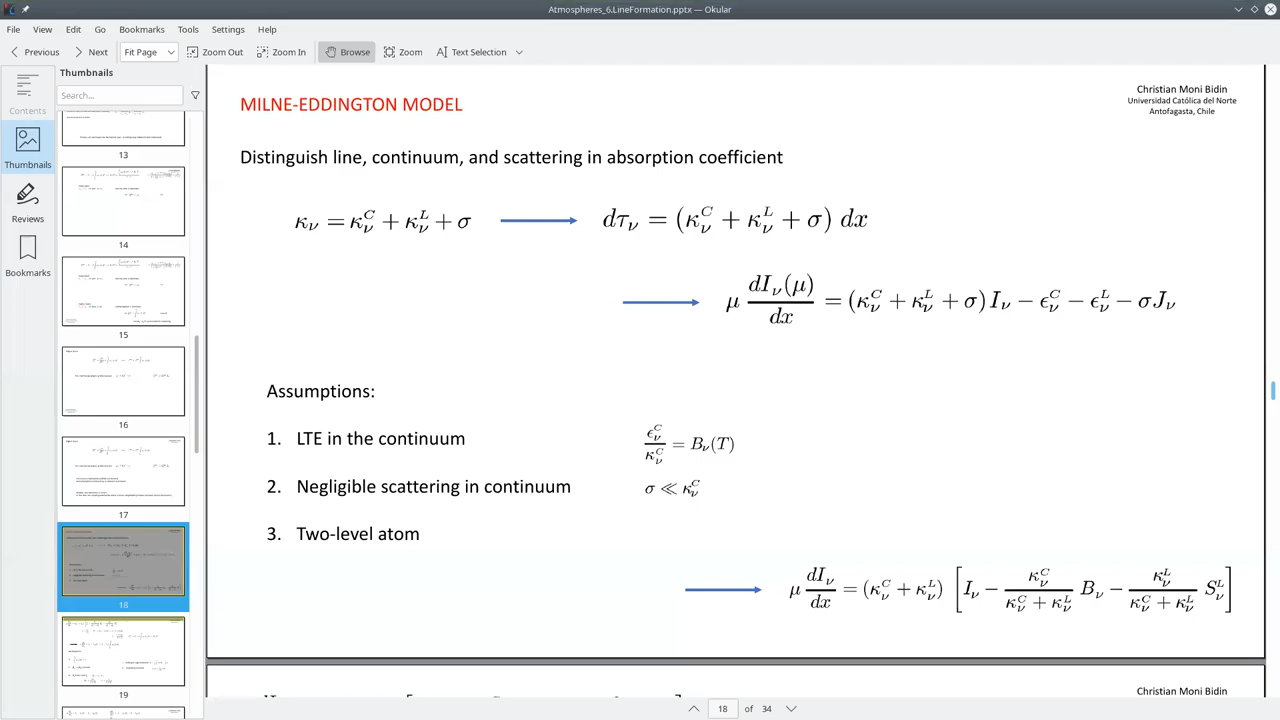 Atmospheres_6.LineFormation.pptx — Okular
File View Edit Go Bookmarks Tools Settings Help
Previous Next Fit Page Zoom Out Zoom In Browse Zoom Text Selection
Contents
Thumbnails
Reviews
Bookmarks
Thumbnails
Search...
13
14
15
16
17
18
19
MILNE-EDDINGTON MODEL
Christian Moni Bidin
Universidad Católica del Norte
Antofagasta, Chile
Distinguish line, continuum, and scattering in absorption coefficient
κ_ν = κ_ν^C + κ_ν^L + σ
dτ_ν = (κ_ν^C + κ_ν^L + σ) dx
μ dI_ν(μ)/dx = (κ_ν^C + κ_ν^L + σ) I_ν − ϵ_ν^C − ϵ_ν^L − σJ_ν
Assumptions:
1. LTE in the continuum
ϵ_ν^C/κ_ν^C = B_ν(T)
2. Negligible scattering in continuum
σ ≪ κ_ν^C
3. Two-level atom
μ dI_ν/dx = (κ_ν^C + κ_ν^L) [I_ν − κ_ν^C/(κ_ν^C + κ_ν^L) B_ν − κ_ν^L/(κ_ν^C + κ_ν^L) S_ν^L]
Christian Moni Bidin
18 of 34